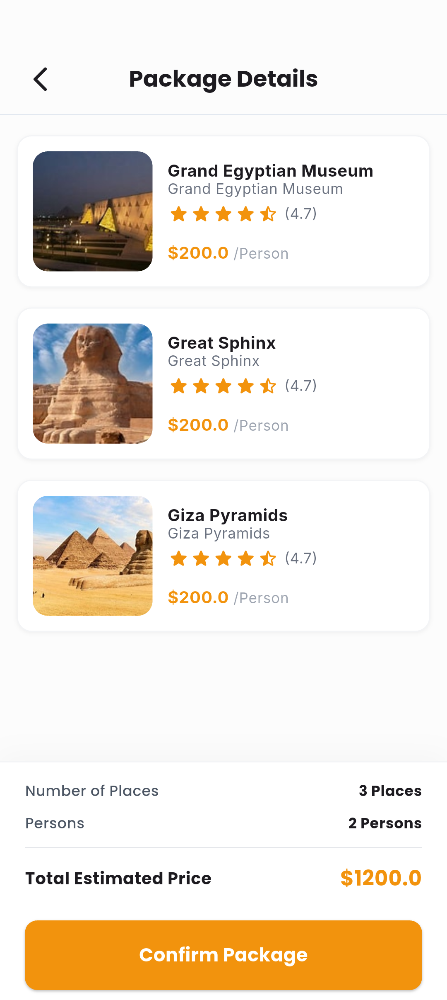 Package Details
Grand Egyptian Museum
Grand Egyptian Museum
(4.7)
$200.0 /Person
Great Sphinx
Great Sphinx
(4.7)
$200.0 /Person
Giza Pyramids
Giza Pyramids
(4.7)
$200.0 /Person
Number of Places 3 Places
Persons 2 Persons
Total Estimated Price $1200.0
Confirm Package